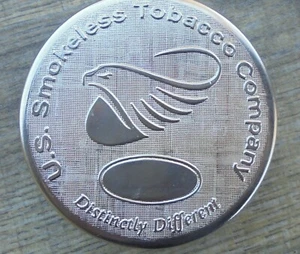 U.S. Smokeless Tobacco Company
Distinctly Different